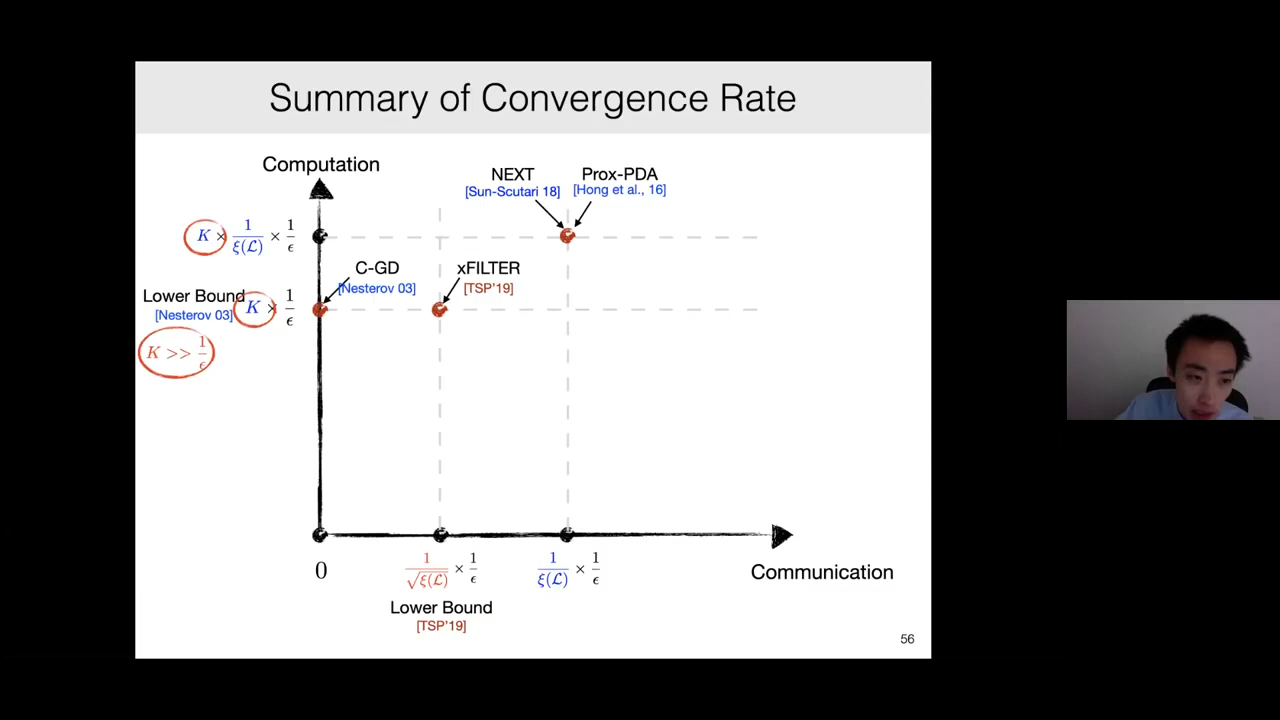 Summary of Convergence Rate
Computation
NEXT
[Sun-Scutari 18]
Prox-PDA
[Hong et al., 16]
K × 1/ξ(ℒ) × 1/ϵ
C-GD
[Nesterov 03]
xFILTER
[TSP'19]
Lower Bound
[Nesterov 03]
K × 1/ϵ
K >> 1/ϵ
0
1/√ξ(ℒ) × 1/ϵ
1/ξ(ℒ) × 1/ϵ
Communication
Lower Bound
[TSP'19]
56